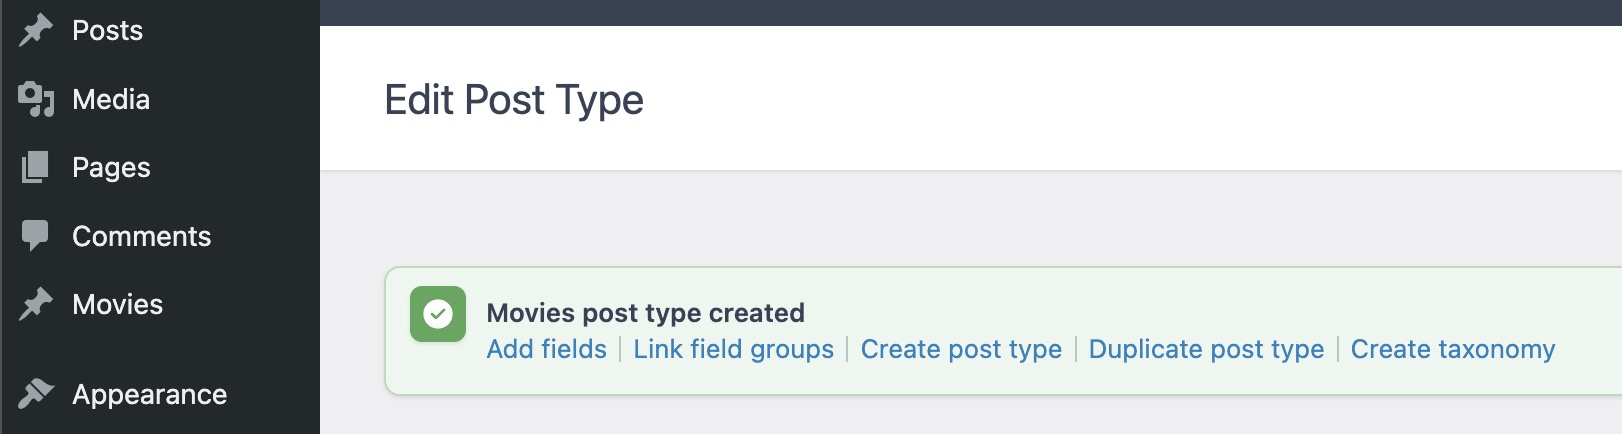 Posts
Media
Pages
Comments
Movies
Appearance
Edit Post Type
Movies post type created
Add fields | Link field groups | Create post type | Duplicate post type | Create taxonomy